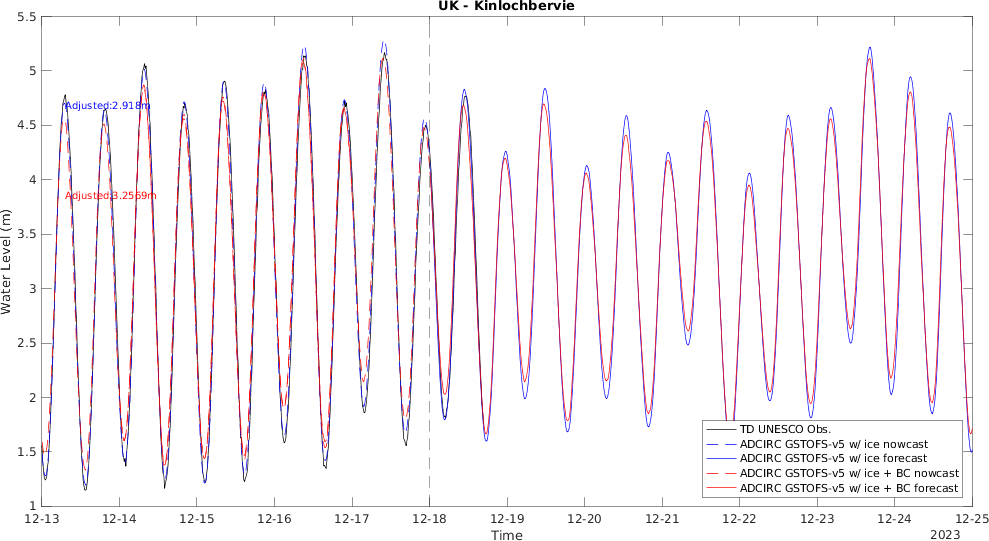 UK - Kinlochbervie
5.5
5
4.5
4
3.5
3
2.5
2
1.5
1
Water Level (m)
Adjusted:2.918m
Adjusted:3.2569m
TD UNESCO Obs.
ADCIRC GSTOFS-v5 w/ ice nowcast
ADCIRC GSTOFS-v5 w/ ice forecast
ADCIRC GSTOFS-v5 w/ ice + BC nowcast
ADCIRC GSTOFS-v5 w/ ice + BC forecast
12-13 12-14 12-15 12-16 12-17 12-18 12-19 12-20 12-21 12-22 12-23 12-24 12-25
Time
2023